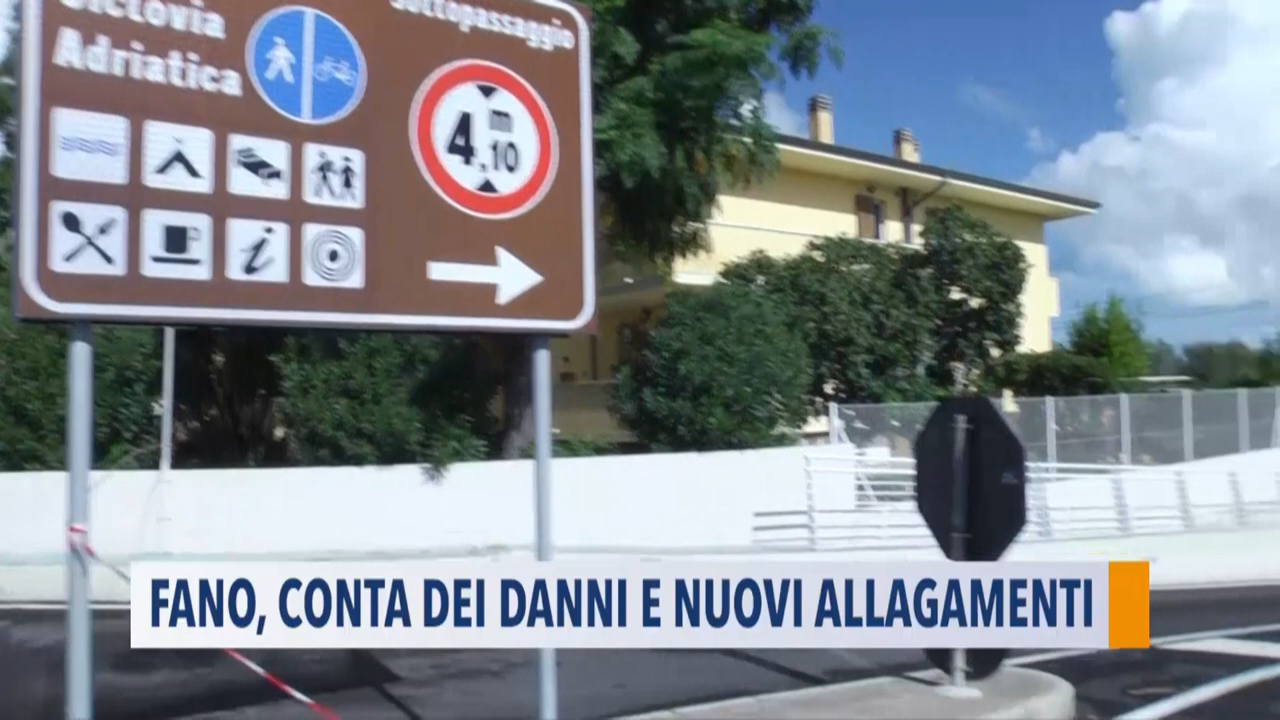 Ciclovia
Adriatica
Sottopassaggio
m
4,10
i
FANO, CONTA DEI DANNI E NUOVI ALLAGAMENTI